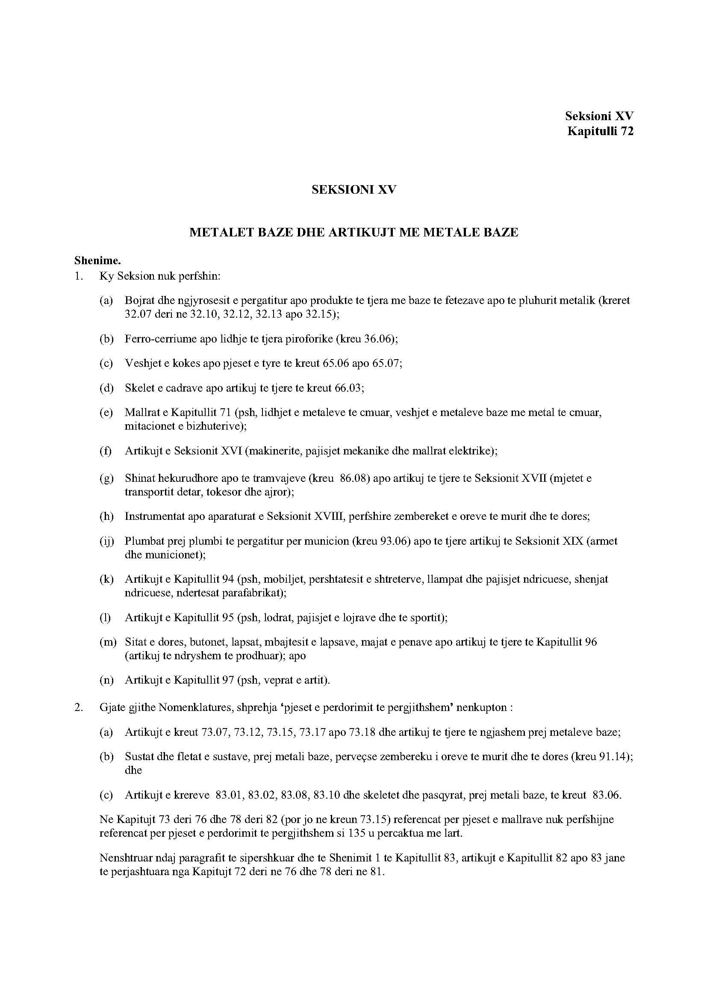 Seksioni XV
Kapitulli 72
SEKSIONI XV
METALET BAZE DHE ARTIKUJT ME METALE BAZE
Shenime.
1. Ky Seksion nuk perfshin:
(a) Bojrat dhe ngjyrosesit e pergatitur apo produkte te tjera me baze te fetezave apo te pluhurit metalik (kreret
32.07 deri ne 32.10, 32.12, 32.13 apo 32.15);
(b) Ferro-cerriume apo lidhje te tjera piroforike (kreu 36.06);
(c) Veshjet e kokes apo pjeset e tyre te kreut 65.06 apo 65.07;
(d) Skelet e cadrave apo artikuj te tjere te kreut 66.03;
(e) Mallrat e Kapitullit 71 (psh, lidhjet e metaleve te cmuar, veshjet e metaleve baze me metal te cmuar,
mitacionet e bizhuterive);
(f) Artikujt e Seksionit XVI (makinerite, pajisjet mekanike dhe mallrat elektrike);
(g) Shinat hekurudhore apo te tramvajeve (kreu 86.08) apo artikuj te tjere te Seksionit XVII (mjetet e
transportit detar, tokesor dhe ajror);
(h) Instrumentat apo aparaturat e Seksionit XVIII, perfshire zembereket e oreve te murit dhe te dores;
(ij) Plumbat prej plumbi te pergatitur per municion (kreu 93.06) apo te tjere artikuj te Seksionit XIX (armet
dhe municionet);
(k) Artikujt e Kapitullit 94 (psh, mobiljet, pershtatesit e shtreterve, llampat dhe pajisjet ndricuese, shenjat
ndricuese, ndertesat parafabrikat);
(l) Artikujt e Kapitullit 95 (psh, lodrat, pajisjet e lojrave dhe te sportit);
(m) Sitat e dores, butonet, lapsat, mbajtesit e lapsave, majat e penave apo artikuj te tjere te Kapitullit 96
(artikuj te ndryshem te prodhuar); apo
(n) Artikujt e Kapitullit 97 (psh, veprat e artit).
2. Gjate gjithe Nomenklatures, shprehja ‘pjeset e perdorimit te pergjithshem’ nenkupton :
(a) Artikujt e kreut 73.07, 73.12, 73.15, 73.17 apo 73.18 dhe artikuj te tjere te ngjashem prej metaleve baze;
(b) Sustat dhe fletat e sustave, prej metali baze, perveçse zembereku i oreve te murit dhe te dores (kreu 91.14);
dhe
(c) Artikujt e krereve 83.01, 83.02, 83.08, 83.10 dhe skeletet dhe pasqyrat, prej metali baze, te kreut 83.06.
Ne Kapitujt 73 deri 76 dhe 78 deri 82 (por jo ne kreun 73.15) referencat per pjeset e mallrave nuk perfshijne
referencat per pjeset e perdorimit te pergjithshem si 135 u percaktua me lart.
Nenshtruar ndaj paragrafit te sipershkuar dhe te Shenimit 1 te Kapitullit 83, artikujt e Kapitullit 82 apo 83 jane
te perjashtuara nga Kapitujt 72 deri ne 76 dhe 78 deri ne 81.